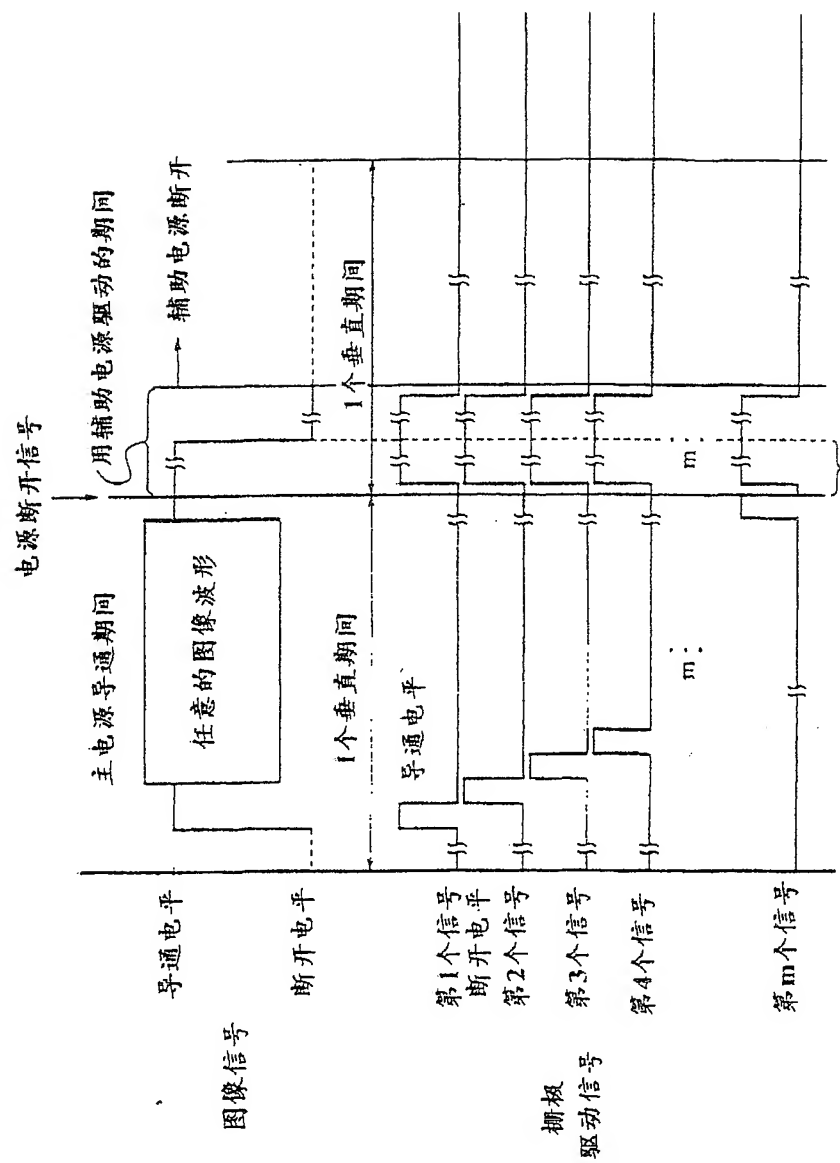 电源断开信号
用辅助电源驱动的期间
辅助电源断开
主电源导通期间
任意的图像波形
导通电平
断开电平
图像信号
1个垂直期间
1个垂直期间
导通电平
第1个信号
断开电平
第2个信号
第3个信号
第4个信号
m
m
第m个信号
栅极
驱动信号